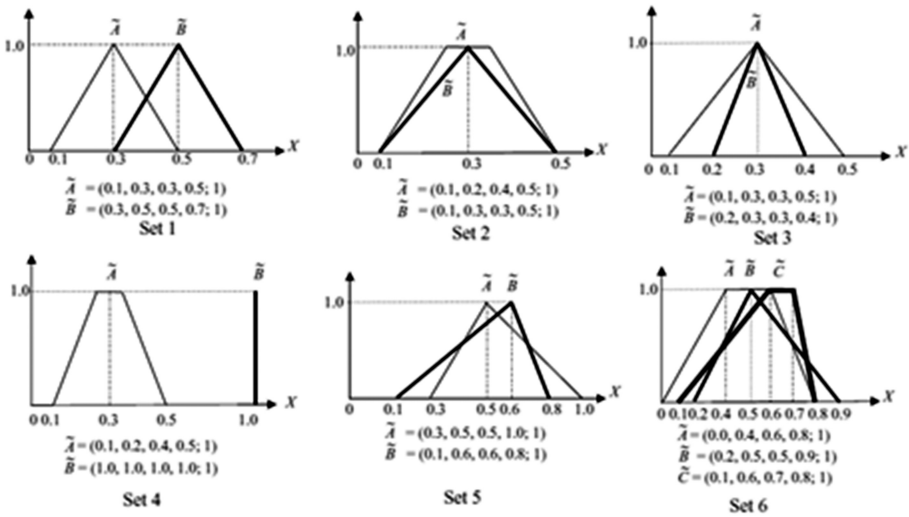 Ã B̃
1.0
0 0.1 0.3 0.5 0.7 X
Ã = (0.1, 0.3, 0.3, 0.5; 1)
B̃ = (0.3, 0.5, 0.5, 0.7; 1)
Set 1
Ã
1.0
B̃
0 0.1 0.3 0.5 X
Ã = (0.1, 0.2, 0.4, 0.5; 1)
B̃ = (0.1, 0.3, 0.3, 0.5; 1)
Set 2
Ã
1.0
B̃
0 0.1 0.2 0.3 0.4 0.5 X
Ã = (0.1, 0.3, 0.3, 0.5; 1)
B̃ = (0.2, 0.3, 0.3, 0.4; 1)
Set 3
Ã B̃
1.0
0 0.1 0.3 0.5 1.0 X
Ã = (0.1, 0.2, 0.4, 0.5; 1)
B̃ = (1.0, 1.0, 1.0, 1.0; 1)
Set 4
Ã B̃
1.0
0 0.1 0.3 0.5 0.6 0.8 1.0 X
Ã = (0.3, 0.5, 0.5, 1.0; 1)
B̃ = (0.1, 0.6, 0.6, 0.8; 1)
Set 5
Ã B̃ C̃
1.0
0 0.1 0.2 0.4 0.5 0.6 0.7 0.8 0.9 X
Ã = (0.0, 0.4, 0.6, 0.8; 1)
B̃ = (0.2, 0.5, 0.5, 0.9; 1)
C̃ = (0.1, 0.6, 0.7, 0.8; 1)
Set 6